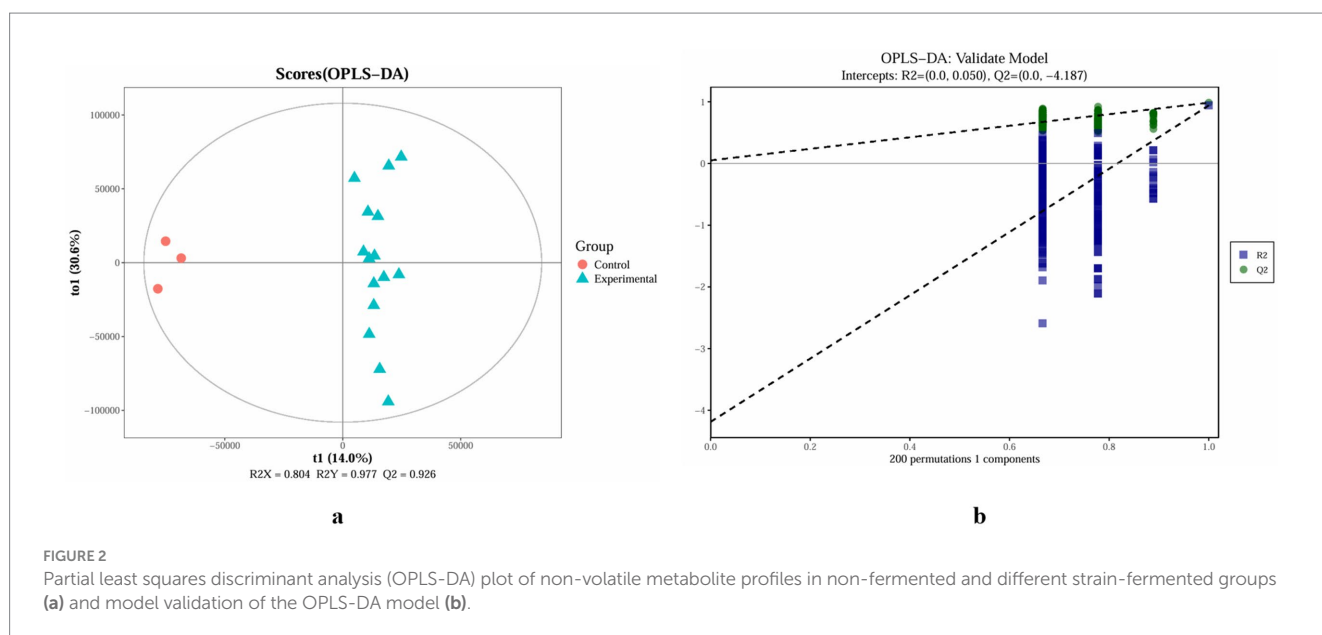 Scores(OPLS−DA)
100000
50000
0
−50000
−100000
to1 (30.6%)
−50000
0
50000
t1 (14.0%)
R2X = 0.804 R2Y = 0.977 Q2 = 0.926
Group
Control
Experimental
a
OPLS−DA: Validate Model
Intercepts: R2=(0.0, 0.050), Q2=(0.0, −4.187)
1
0
−1
−2
−3
−4
0.0
0.2
0.4
0.6
0.8
1.0
200 permutations 1 components
R2
Q2
b
FIGURE 2
Partial least squares discriminant analysis (OPLS-DA) plot of non-volatile metabolite profiles in non-fermented and different strain-fermented groups
(a) and model validation of the OPLS-DA model (b).